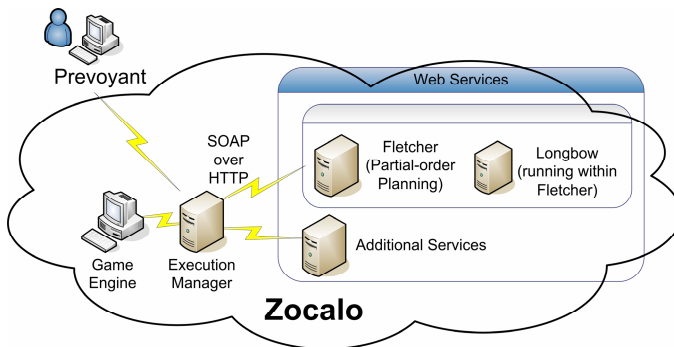 Prevoyant
Web Services
SOAP
over
HTTP
Fletcher
(Partial-order
Planning)
Longbow
(running within
Fletcher)
Additional Services
Game
Engine
Execution
Manager
Zocalo